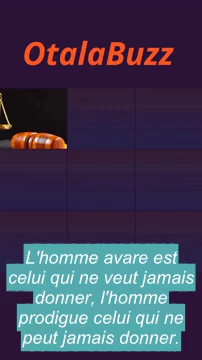 OtalaBuzz
L'homme avare est
celui qui ne veut jamais
donner, l'homme
prodigue celui qui ne
peut jamais donner.